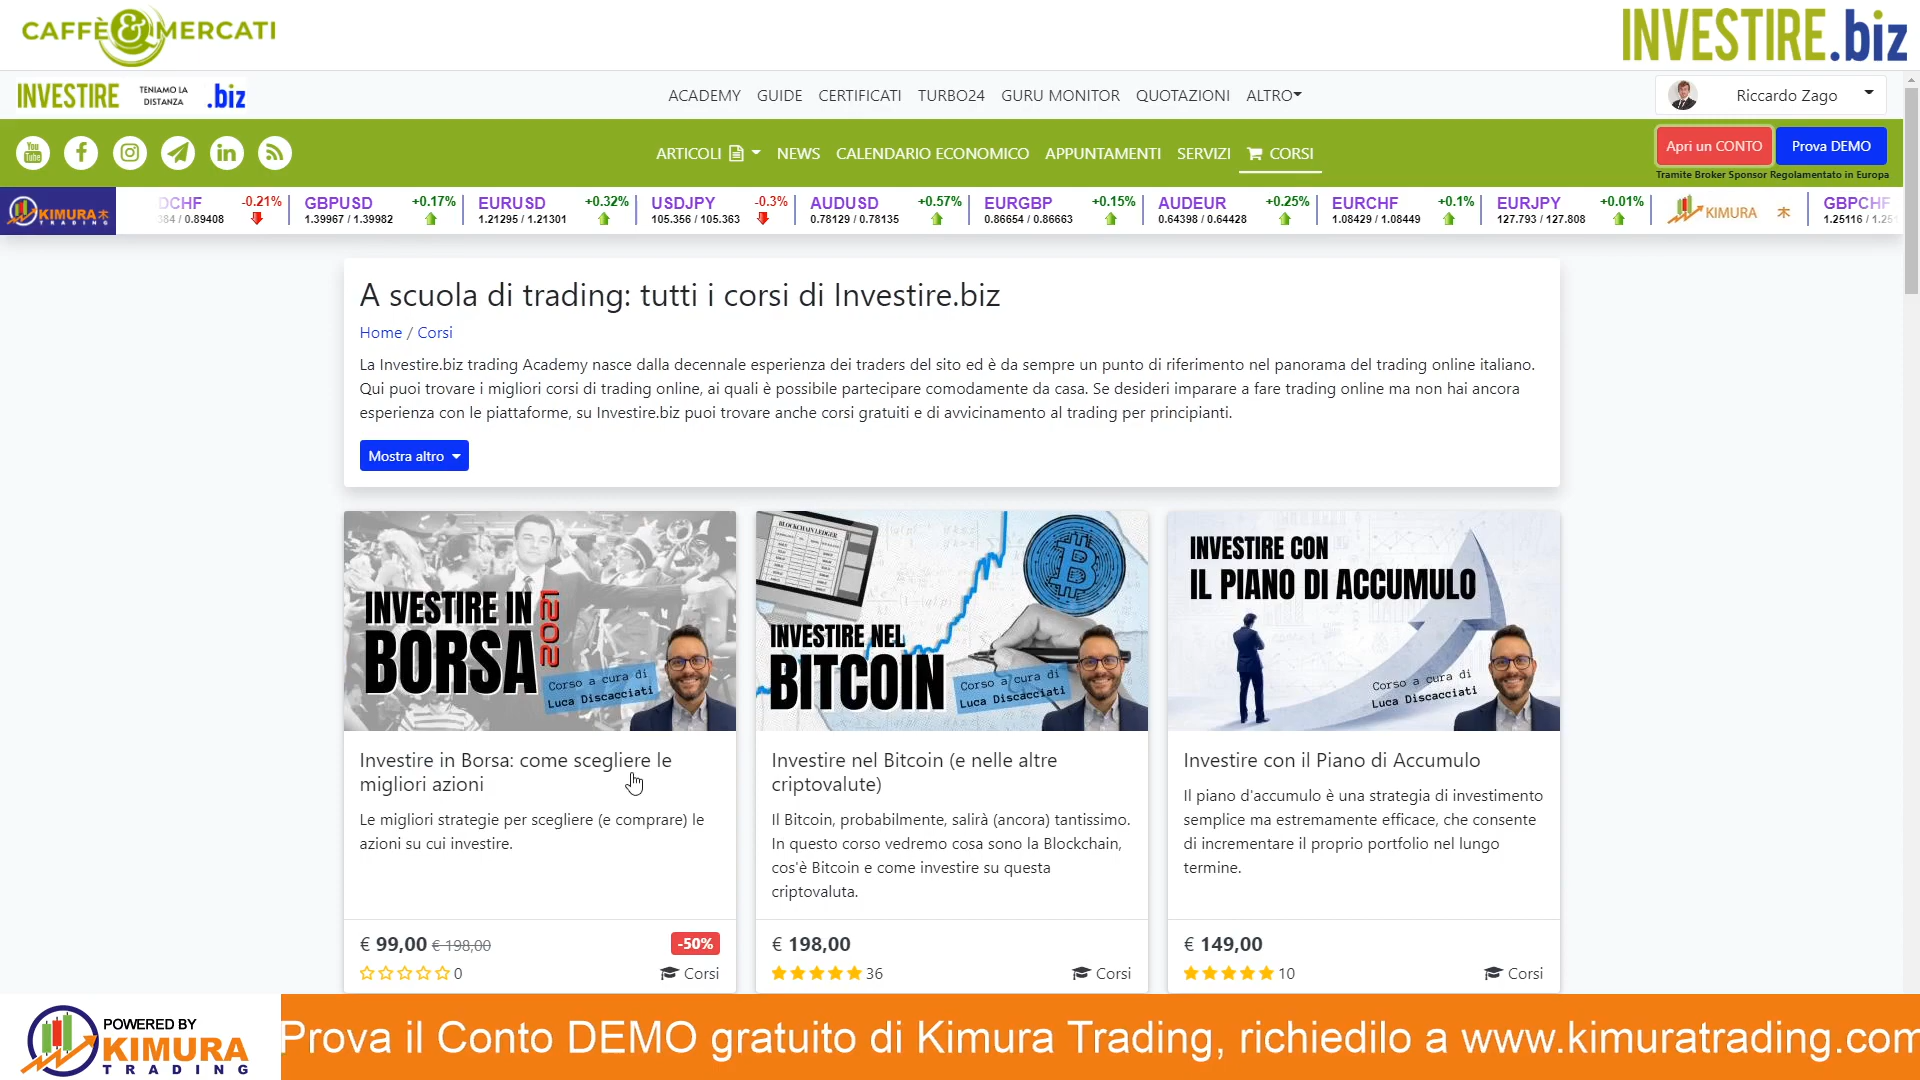 CAFFÈ&MERCATI
INVESTIRE.biz
INVESTIRE TENIAMO LA DISTANZA .biz
ACADEMY GUIDE CERTIFICATI TURBO24 GURU MONITOR QUOTAZIONI ALTRO
Riccardo Zago
You Tube
ARTICOLI NEWS CALENDARIO ECONOMICO APPUNTAMENTI SERVIZI CORSI
Apri un CONTO Prova DEMO
Tramite Broker Sponsor Regolamentato in Europa
KIMURA TRADING
DCHF -0.21% GBPUSD +0.17% EURUSD +0.32% USDJPY -0.3% AUDUSD +0.57% EURGBP +0.15% AUDEUR +0.25% EURCHF +0.1% EURJPY +0.01% KIMURA 木 GBPCHF
384 / 0.89408 1.39967 / 1.39982 1.21295 / 1.21301 105.356 / 105.363 0.78129 / 0.78135 0.86654 / 0.86663 0.64398 / 0.64428 1.08429 / 1.08449 127.793 / 127.808 1.25116 / 1.25
A scuola di trading: tutti i corsi di Investire.biz
Home / Corsi
La Investire.biz trading Academy nasce dalla decennale esperienza dei traders del sito ed è da sempre un punto di riferimento nel panorama del trading online italiano.
Qui puoi trovare i migliori corsi di trading online, ai quali è possibile partecipare comodamente da casa. Se desideri imparare a fare trading online ma non hai ancora
esperienza con le piattaforme, su Investire.biz puoi trovare anche corsi gratuiti e di avvicinamento al trading per principianti.
Mostra altro
INVESTIRE IN
BORSA
2021
Corso a cura di
Luca Discacciati
Investire in Borsa: come scegliere le
migliori azioni
Le migliori strategie per scegliere (e comprare) le
azioni su cui investire.
€ 99,00 € 198,00 -50%
0 Corsi
BLOCKCHAIN LEDGER
INVESTIRE NEL
BITCOIN
Corso a cura di
Luca Discacciati
Investire nel Bitcoin (e nelle altre
criptovalute)
Il Bitcoin, probabilmente, salirà (ancora) tantissimo.
In questo corso vedremo cosa sono la Blockchain,
cos'è Bitcoin e come investire su questa
criptovaluta.
€ 198,00
36 Corsi
INVESTIRE CON
IL PIANO DI ACCUMULO
Corso a cura di
Luca Discacciati
Investire con il Piano di Accumulo
Il piano d'accumulo è una strategia di investimento
semplice ma estremamente efficace, che consente
di incrementare il proprio portfolio nel lungo
termine.
€ 149,00
10 Corsi
POWERED BY
KIMURA
TRADING
Prova il Conto DEMO gratuito di Kimura Trading, richiedilo a www.kimuratrading.com